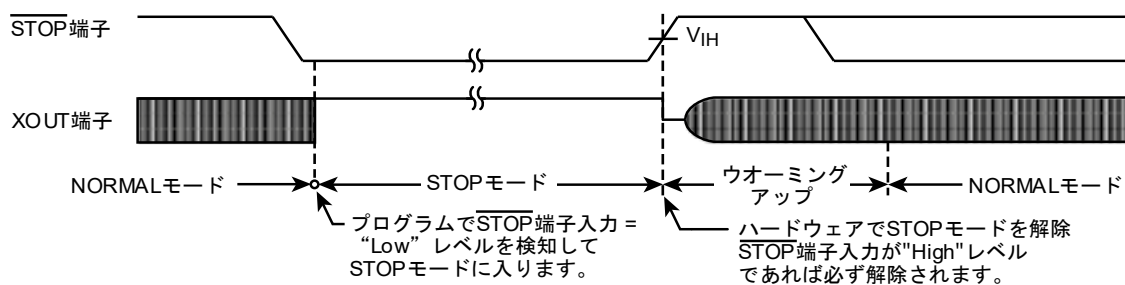 STOP端子
VIH
XOUT端子
NORMALモード
STOPモード
ウオーミング
アップ
NORMALモード
プログラムでSTOP端子入力 =
“Low”レベルを検知して
STOPモードに入ります。
ハードウェアでSTOPモードを解除
STOP端子入力が"High"レベル
であれば必ず解除されます。